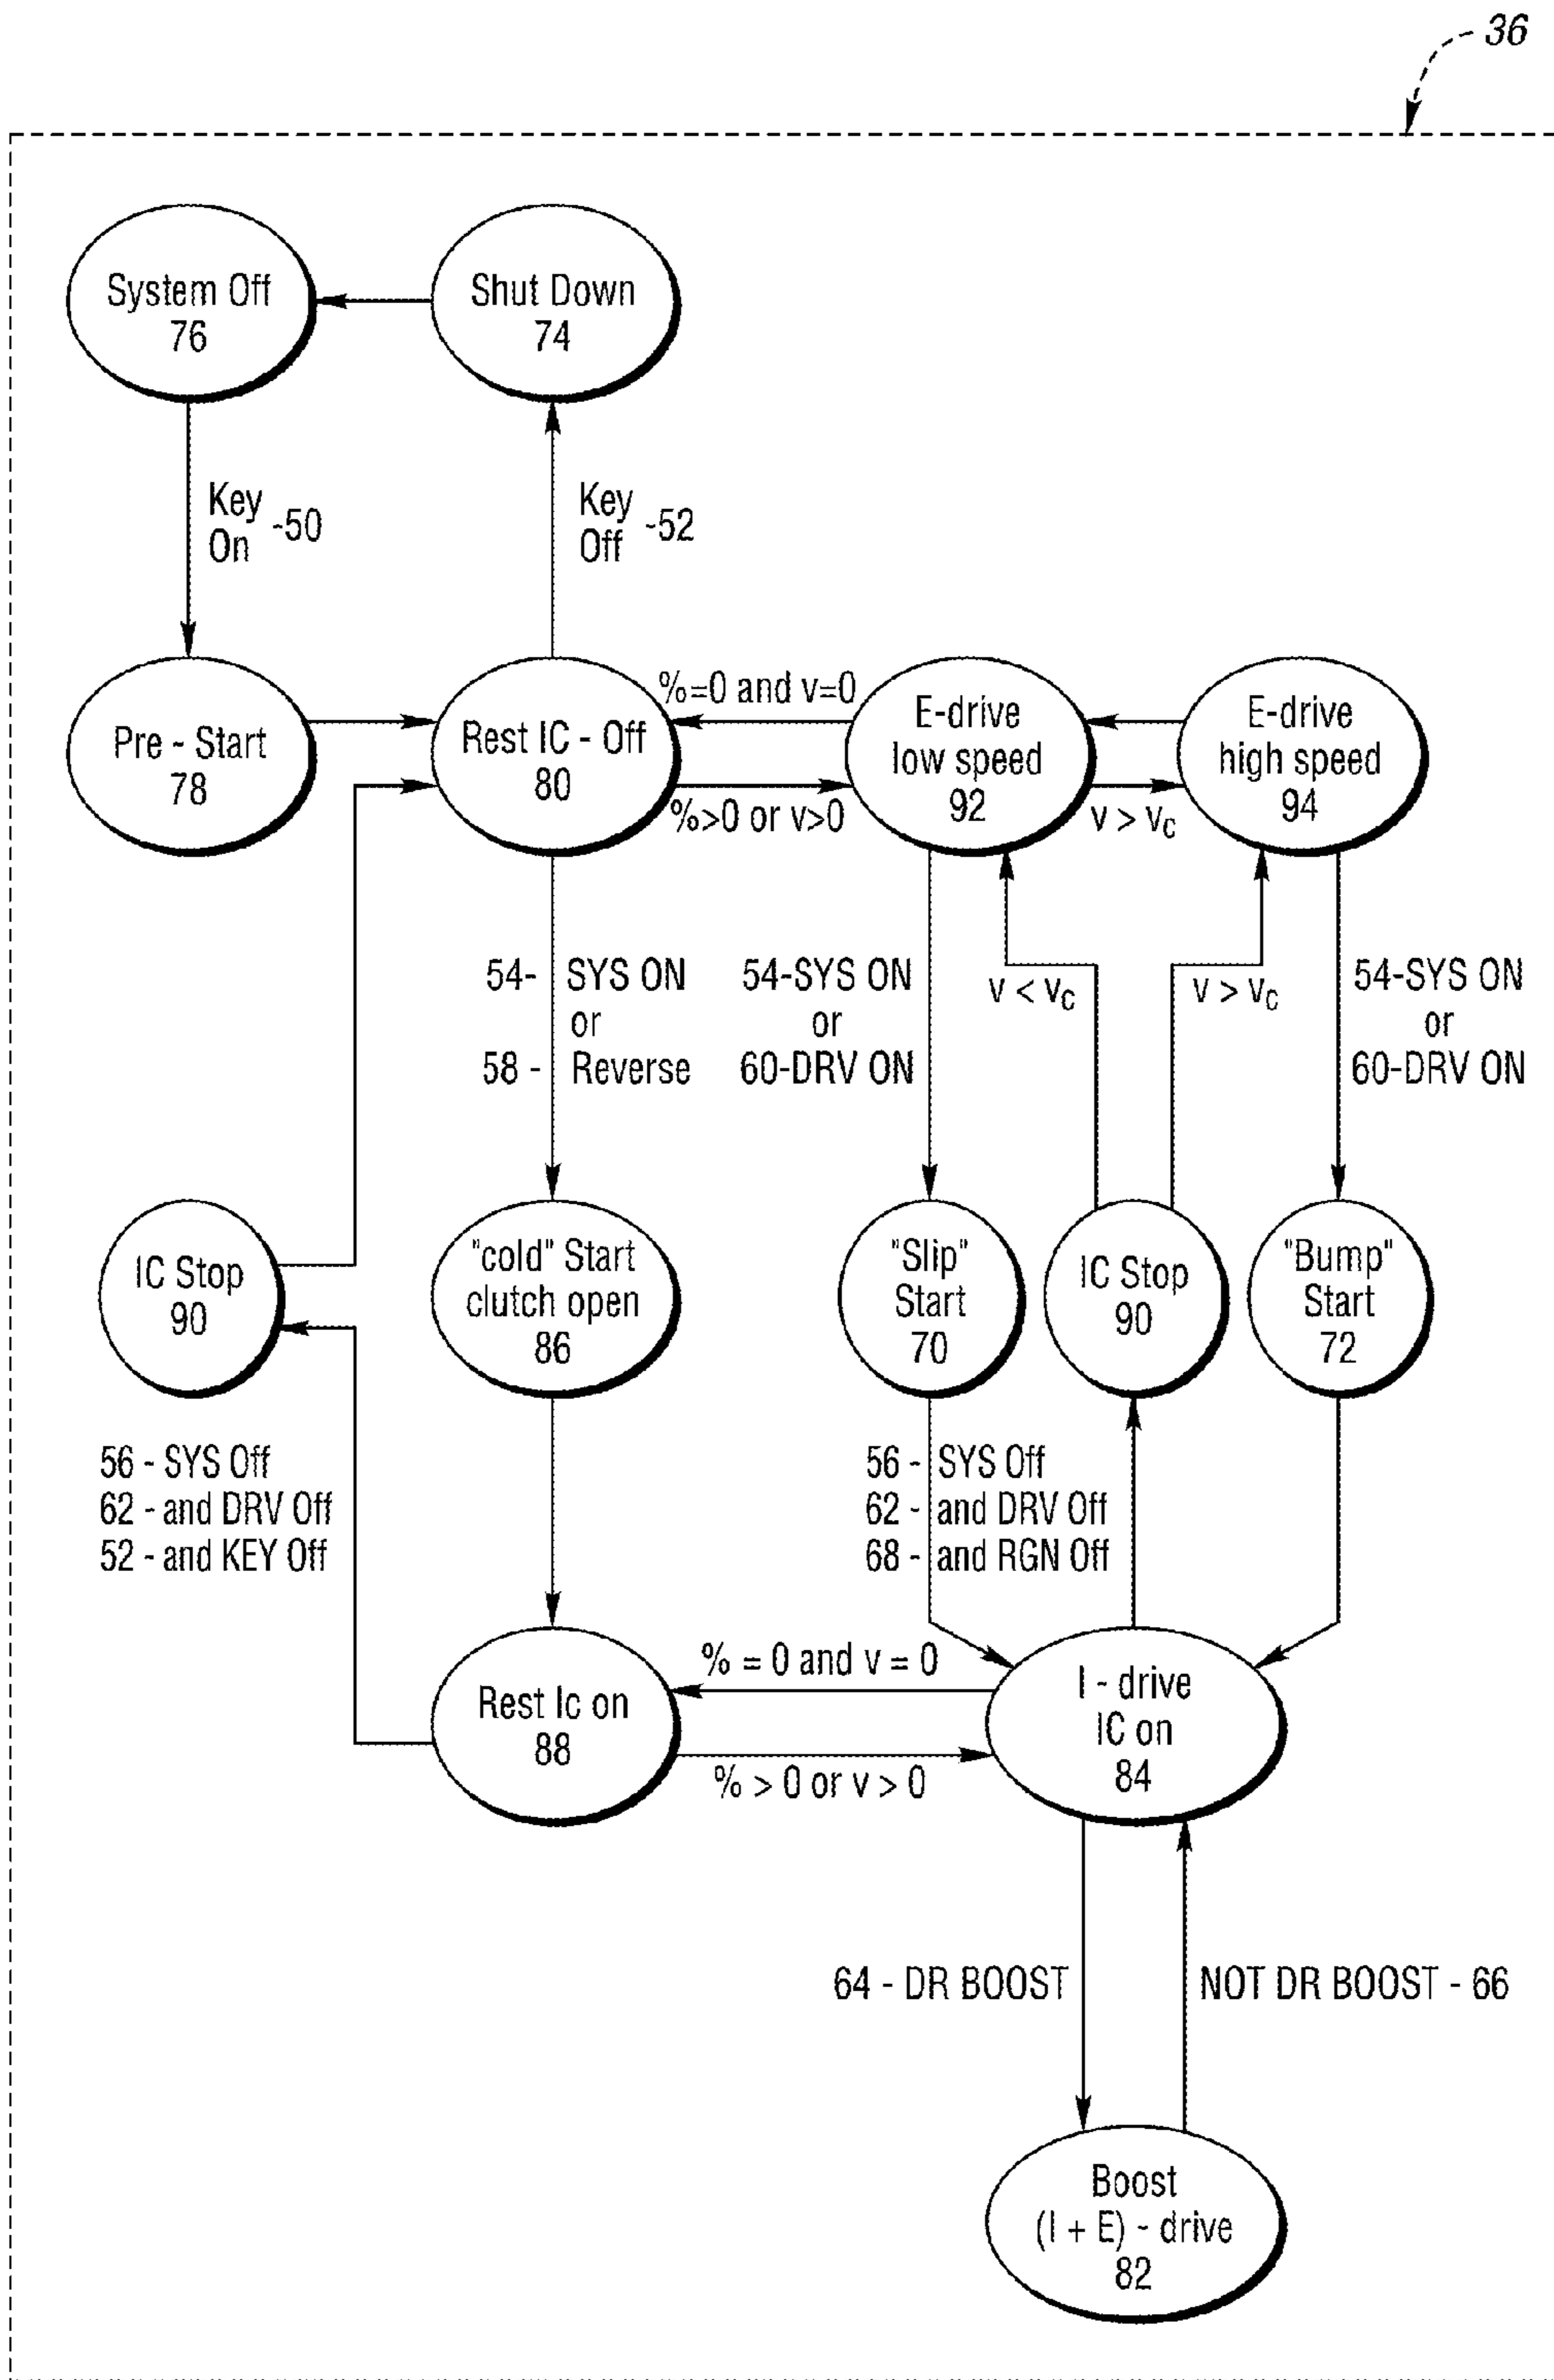 36
System Off
76
Shut Down
74
Key
On
-50
Key
Off
-52
Pre - Start
78
Rest IC - Off
80
%=0 and v=0
%>0 or v>0
E-drive
low speed
92
v > vc
E-drive
high speed
94
54- SYS ON
or
58 - Reverse
54-SYS ON
or
60-DRV ON
v < vc
v > vc
54-SYS ON
or
60-DRV ON
IC Stop
90
"cold" Start
clutch open
86
"Slip"
Start
70
IC Stop
90
"Bump"
Start
72
56 - SYS Off
62 - and DRV Off
52 - and KEY Off
56 - SYS Off
62 - and DRV Off
68 - and RGN Off
Rest Ic on
88
% = 0 and v = 0
% > 0 or v > 0
I - drive
IC on
84
64 - DR BOOST
NOT DR BOOST - 66
Boost
(I + E) - drive
82